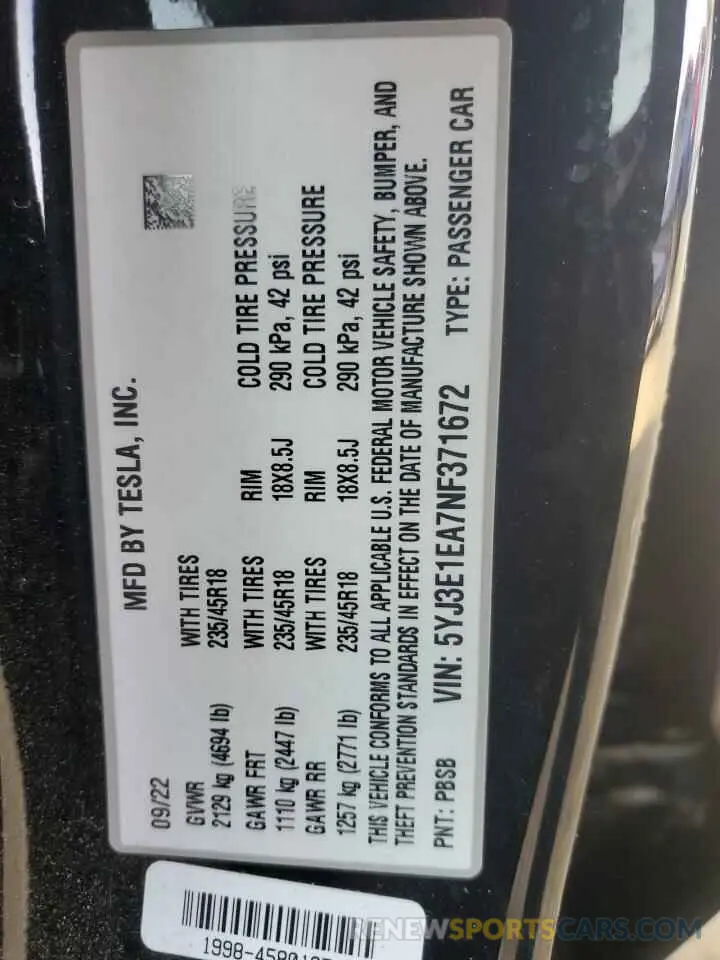 MFD BY TESLA, INC.
09/22
GVWR WITH TIRES
2129 kg (4694 lb) 235/45R18
GAWR FRT WITH TIRES RIM COLD TIRE PRESSURE
1110 kg (2447 lb) 235/45R18 18X8.5J 290 kPa, 42 psi
GAWR RR WITH TIRES RIM COLD TIRE PRESSURE
1257 kg (2771 lb) 235/45R18 18X8.5J 290 kPa, 42 psi
THIS VEHICLE CONFORMS TO ALL APPLICABLE U.S. FEDERAL MOTOR VEHICLE SAFETY, BUMPER, AND
THEFT PREVENTION STANDARDS IN EFFECT ON THE DATE OF MANUFACTURE SHOWN ABOVE.
PNT: PBSB VIN: 5YJ3E1EA7NF371672 TYPE: PASSENGER CAR
RENEWSPORTCARS.COM